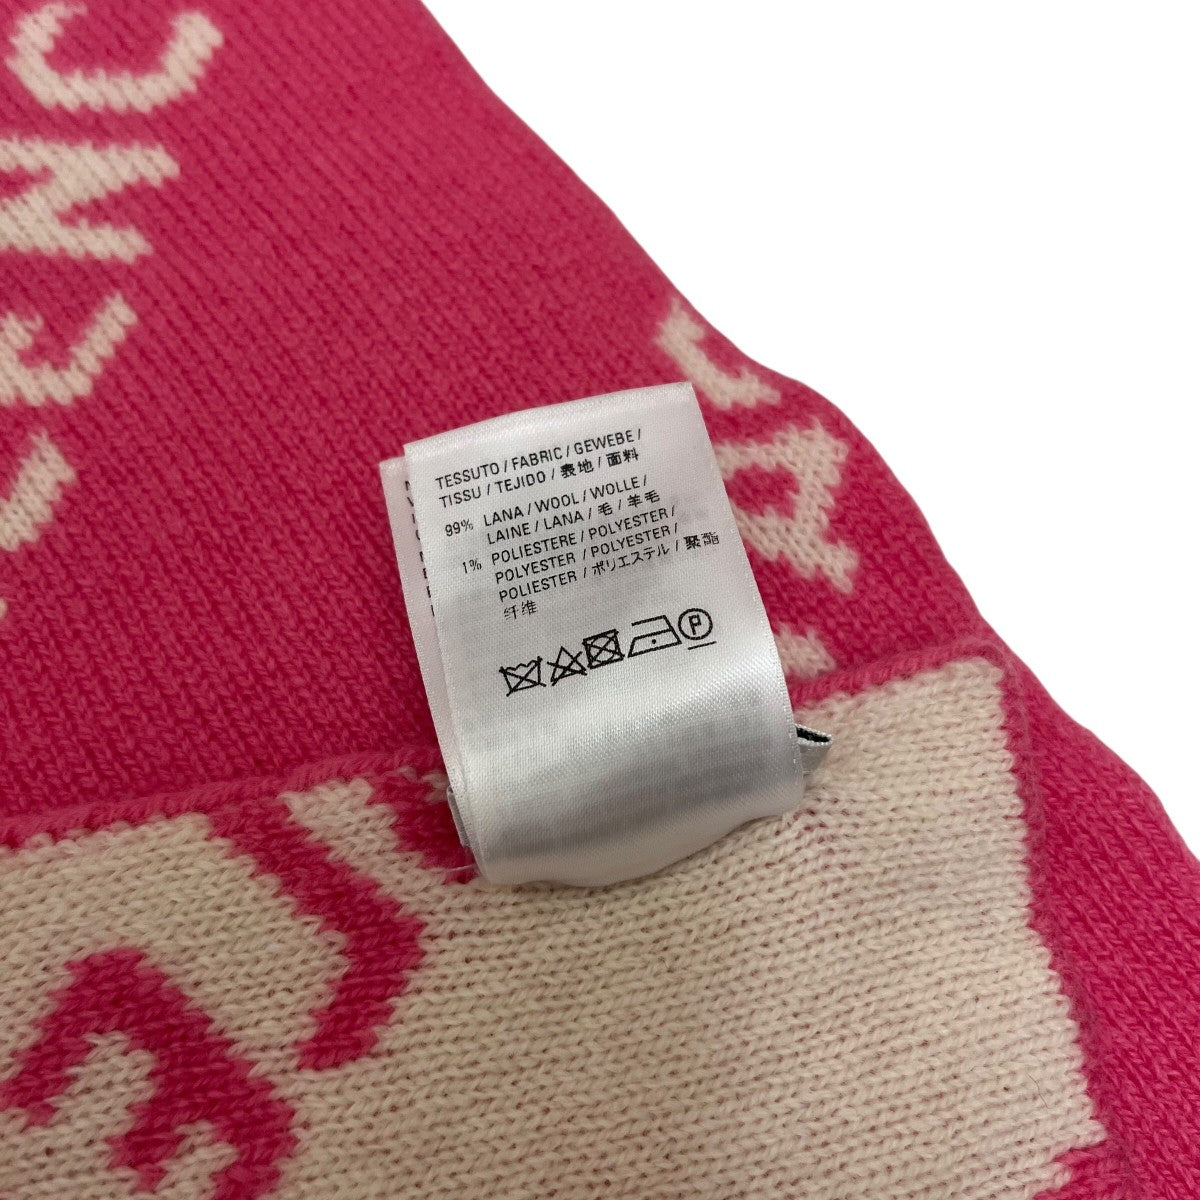 TESSUTO / FABRIC / GEWEBE /
TISSU / TEJIDO / 表地 / 面料
99% LANA / WOOL / WOLLE /
LAINE / LANA / 毛 / 羊毛
1% POLIESTERE / POLYESTER /
POLYESTER / POLYESTER /
POLIESTER / ポリエステル / 聚酯
纤维
P